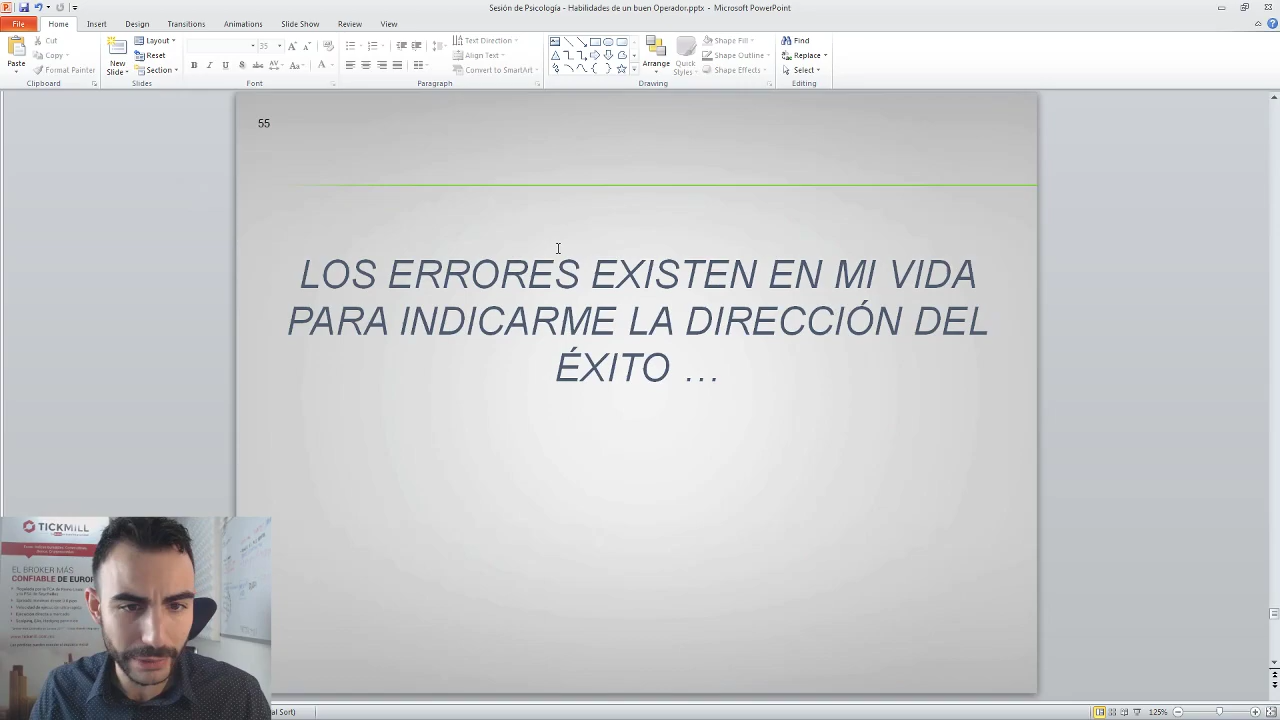 Sesión de Psicología - Habilidades de un buen Operador.pptx - Microsoft PowerPoint
File Home Insert Design Transitions Animations Slide Show Review View
Paste
Cut
Copy
Format Painter
Clipboard
New Slide
Layout
Reset
Section
Slides
35
Font
Paragraph
Text Direction
Align Text
Convert to SmartArt
Arrange
Quick Styles
Shape Fill
Shape Outline
Shape Effects
Drawing
Find
Replace
Select
Editing
55
LOS ERRORES EXISTEN EN MI VIDA
PARA INDICARME LA DIRECCIÓN DEL
ÉXITO …
TICKMILL
EL BROKER MÁS
CONFIABLE DE EUROP
125%